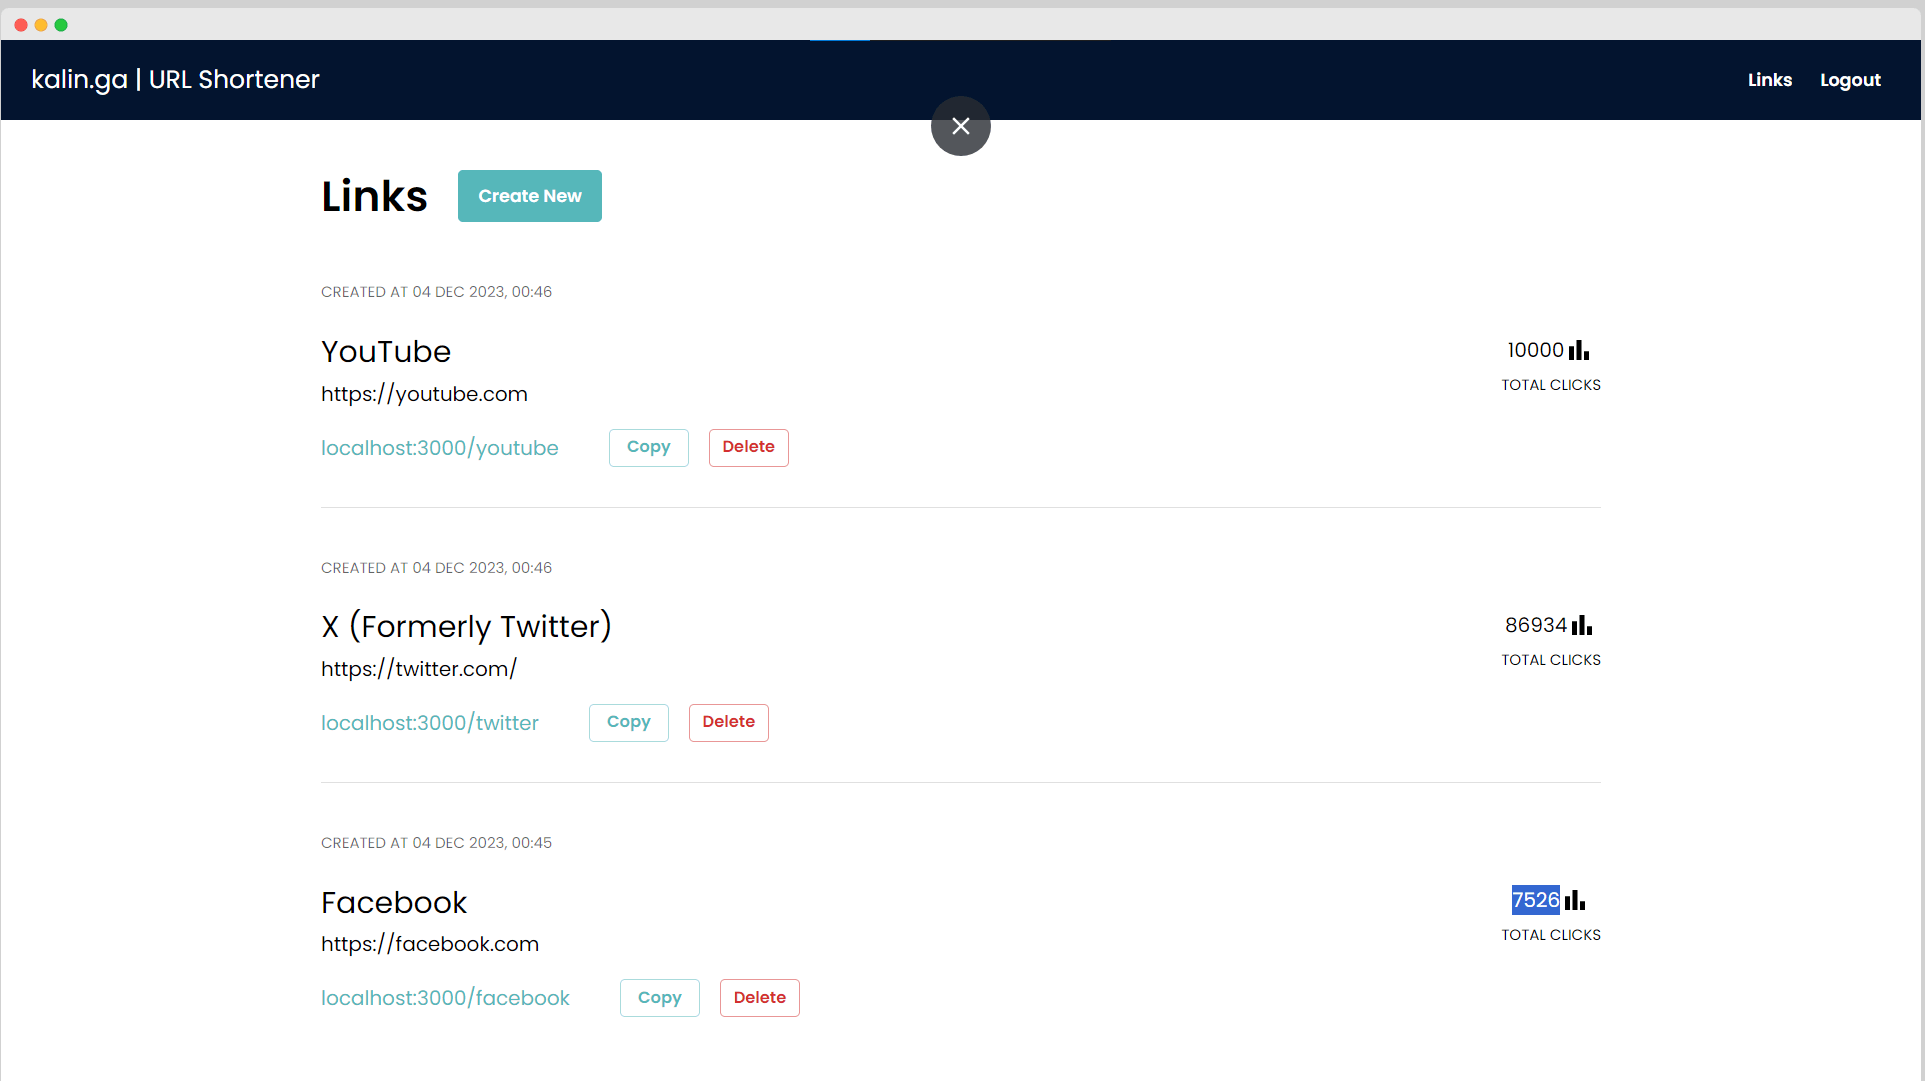 kalin.ga | URL Shortener
Links
Logout
Links
Create New
CREATED AT 04 DEC 2023, 00:46
YouTube
10000
https://youtube.com
TOTAL CLICKS
localhost:3000/youtube
Copy
Delete
CREATED AT 04 DEC 2023, 00:46
X (Formerly Twitter)
86934
https://twitter.com/
TOTAL CLICKS
localhost:3000/twitter
Copy
Delete
CREATED AT 04 DEC 2023, 00:45
Facebook
7526
https://facebook.com
TOTAL CLICKS
localhost:3000/facebook
Copy
Delete